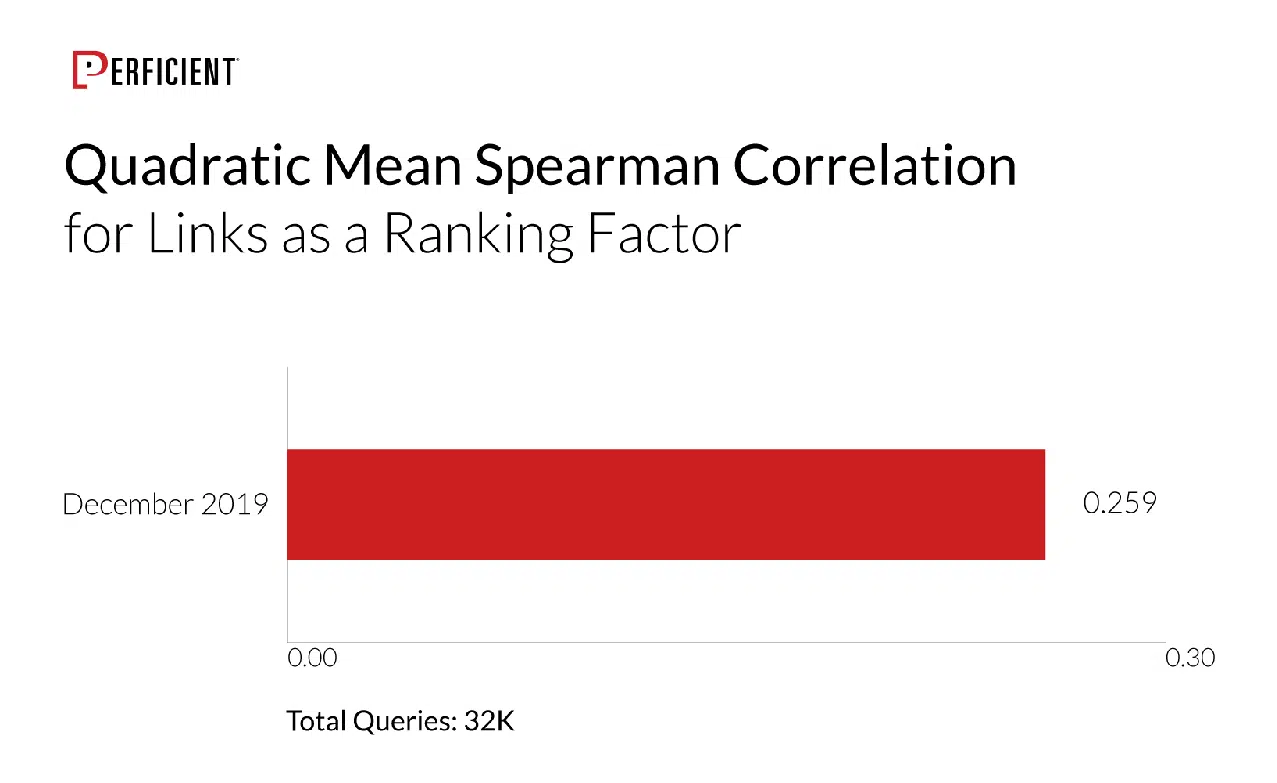 PERFICIENT
Quadratic Mean Spearman Correlation
for Links as a Ranking Factor
December 2019
0.259
0.00
0.30
Total Queries: 32K